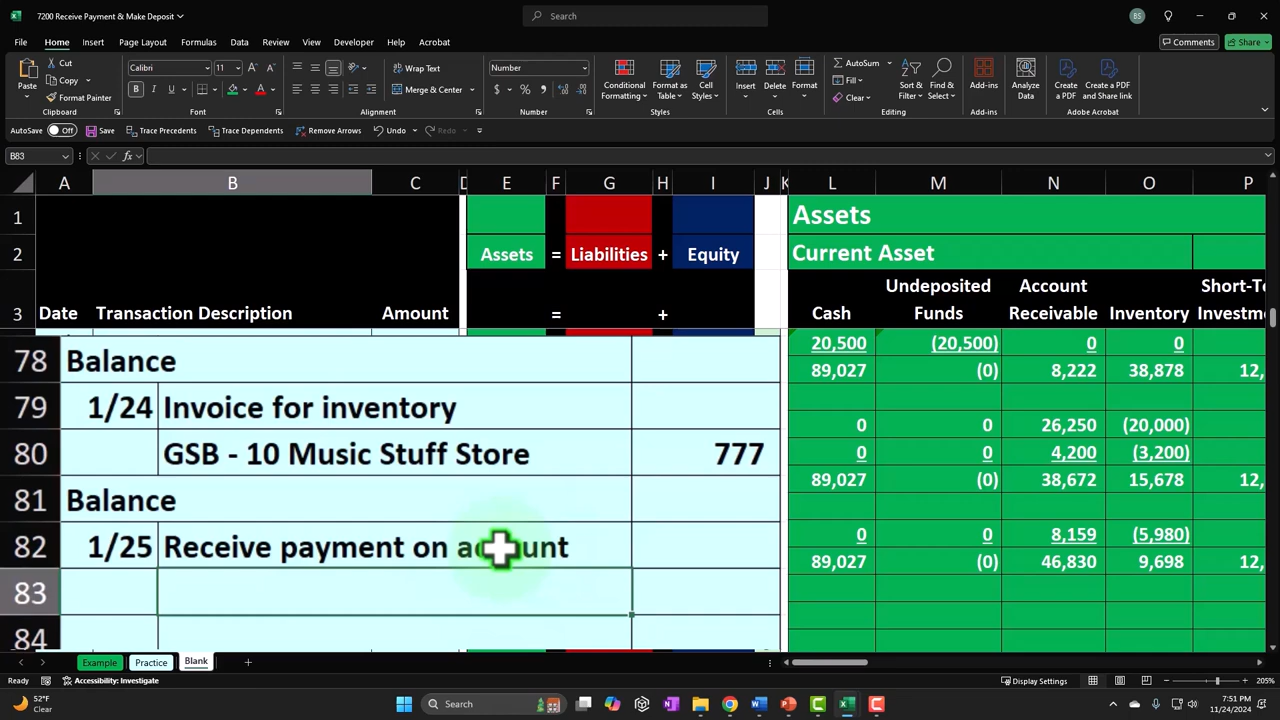 7200 Receive Payment & Make Deposit
Search
BS
File Home Insert Page Layout Formulas Data Review View Developer Help Acrobat
Comments Share
Paste
Cut
Copy
Format Painter
Clipboard
Calibri 11
B I U
Font
Wrap Text
Merge & Center
Alignment
Number
$ %
Number
Conditional Formatting
Format as Table
Cell Styles
Styles
Insert Delete Format
Cells
AutoSum
Fill
Clear
Sort & Filter
Find & Select
Editing
Add-ins
Add-ins
Analyze Data
Create a PDF
Create a PDF and Share link
Adobe Acrobat
AutoSave Off Save Trace Precedents Trace Dependents Remove Arrows Undo Redo
B83 fx
A B C D E F G H I J K L M N O P
1 Assets
2 Assets = Liabilities + Equity Current Asset
3 Date Transaction Description Amount = + Cash Undeposited Funds Account Receivable Inventory Short-Te Investme
20,500 (20,500) 0 0
78 Balance
89,027 (0) 8,222 38,878 12,
79 1/24 Invoice for inventory
0 0 26,250 (20,000)
80 GSB - 10 Music Stuff Store 777
0 0 4,200 (3,200)
89,027 (0) 38,672 15,678 12,
81 Balance
82 1/25 Receive payment on account
0 0 8,159 (5,980)
89,027 (0) 46,830 9,698 12,
83
84
Example Practice Blank
Ready Accessibility: Investigate Display Settings 205%
52°F
Clear
Search
7:51 PM
11/24/2024